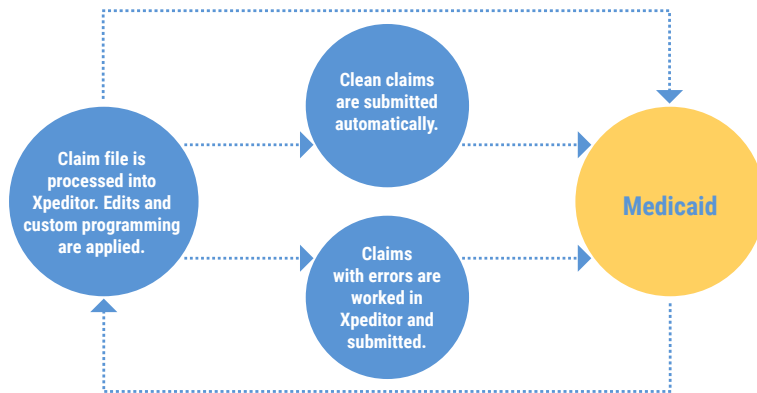 Claim file is
processed into
Xpeditor. Edits and
custom programming
are applied.
Clean claims
are submitted
automatically.
Claims
with errors are
worked in
Xpeditor and
submitted.
Medicaid